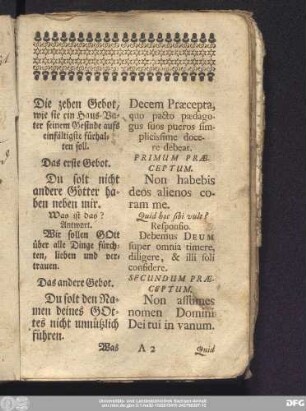 Die zehen Gebot,
wie sie ein Haus-Va-
ter seinem Gesinde aufs
einfältigste fürhal-
ten soll.
Das erste Gebot.
Du solt nicht
andere Götter ha-
ben neben mir.
Was ist das?
Antwort.
Wir sollen GOtt
über alle Dinge fürch-
ten, lieben und ver-
trauen.
Das andere Gebot.
Du solt den Na-
men deines GOt-
tes nicht unnützlich
führen.
Was
Decem Præcepta,
quo pacto pædago-
gus suos pueros sim-
plicissime doce-
re debeat.
PRIMUM PRÆ-
CEPTUM.
Non habebis
deos alienos co-
ram me.
Quid hoc sibi vult?
Responsio.
Debemus DEUM
super omnia timere,
diligere, & illi soli
confidere.
SECUNDUM PRÆ-
CEPTUM.
Non assumes
nomen Domini
Dei tui in vanum.
A 2
Quid